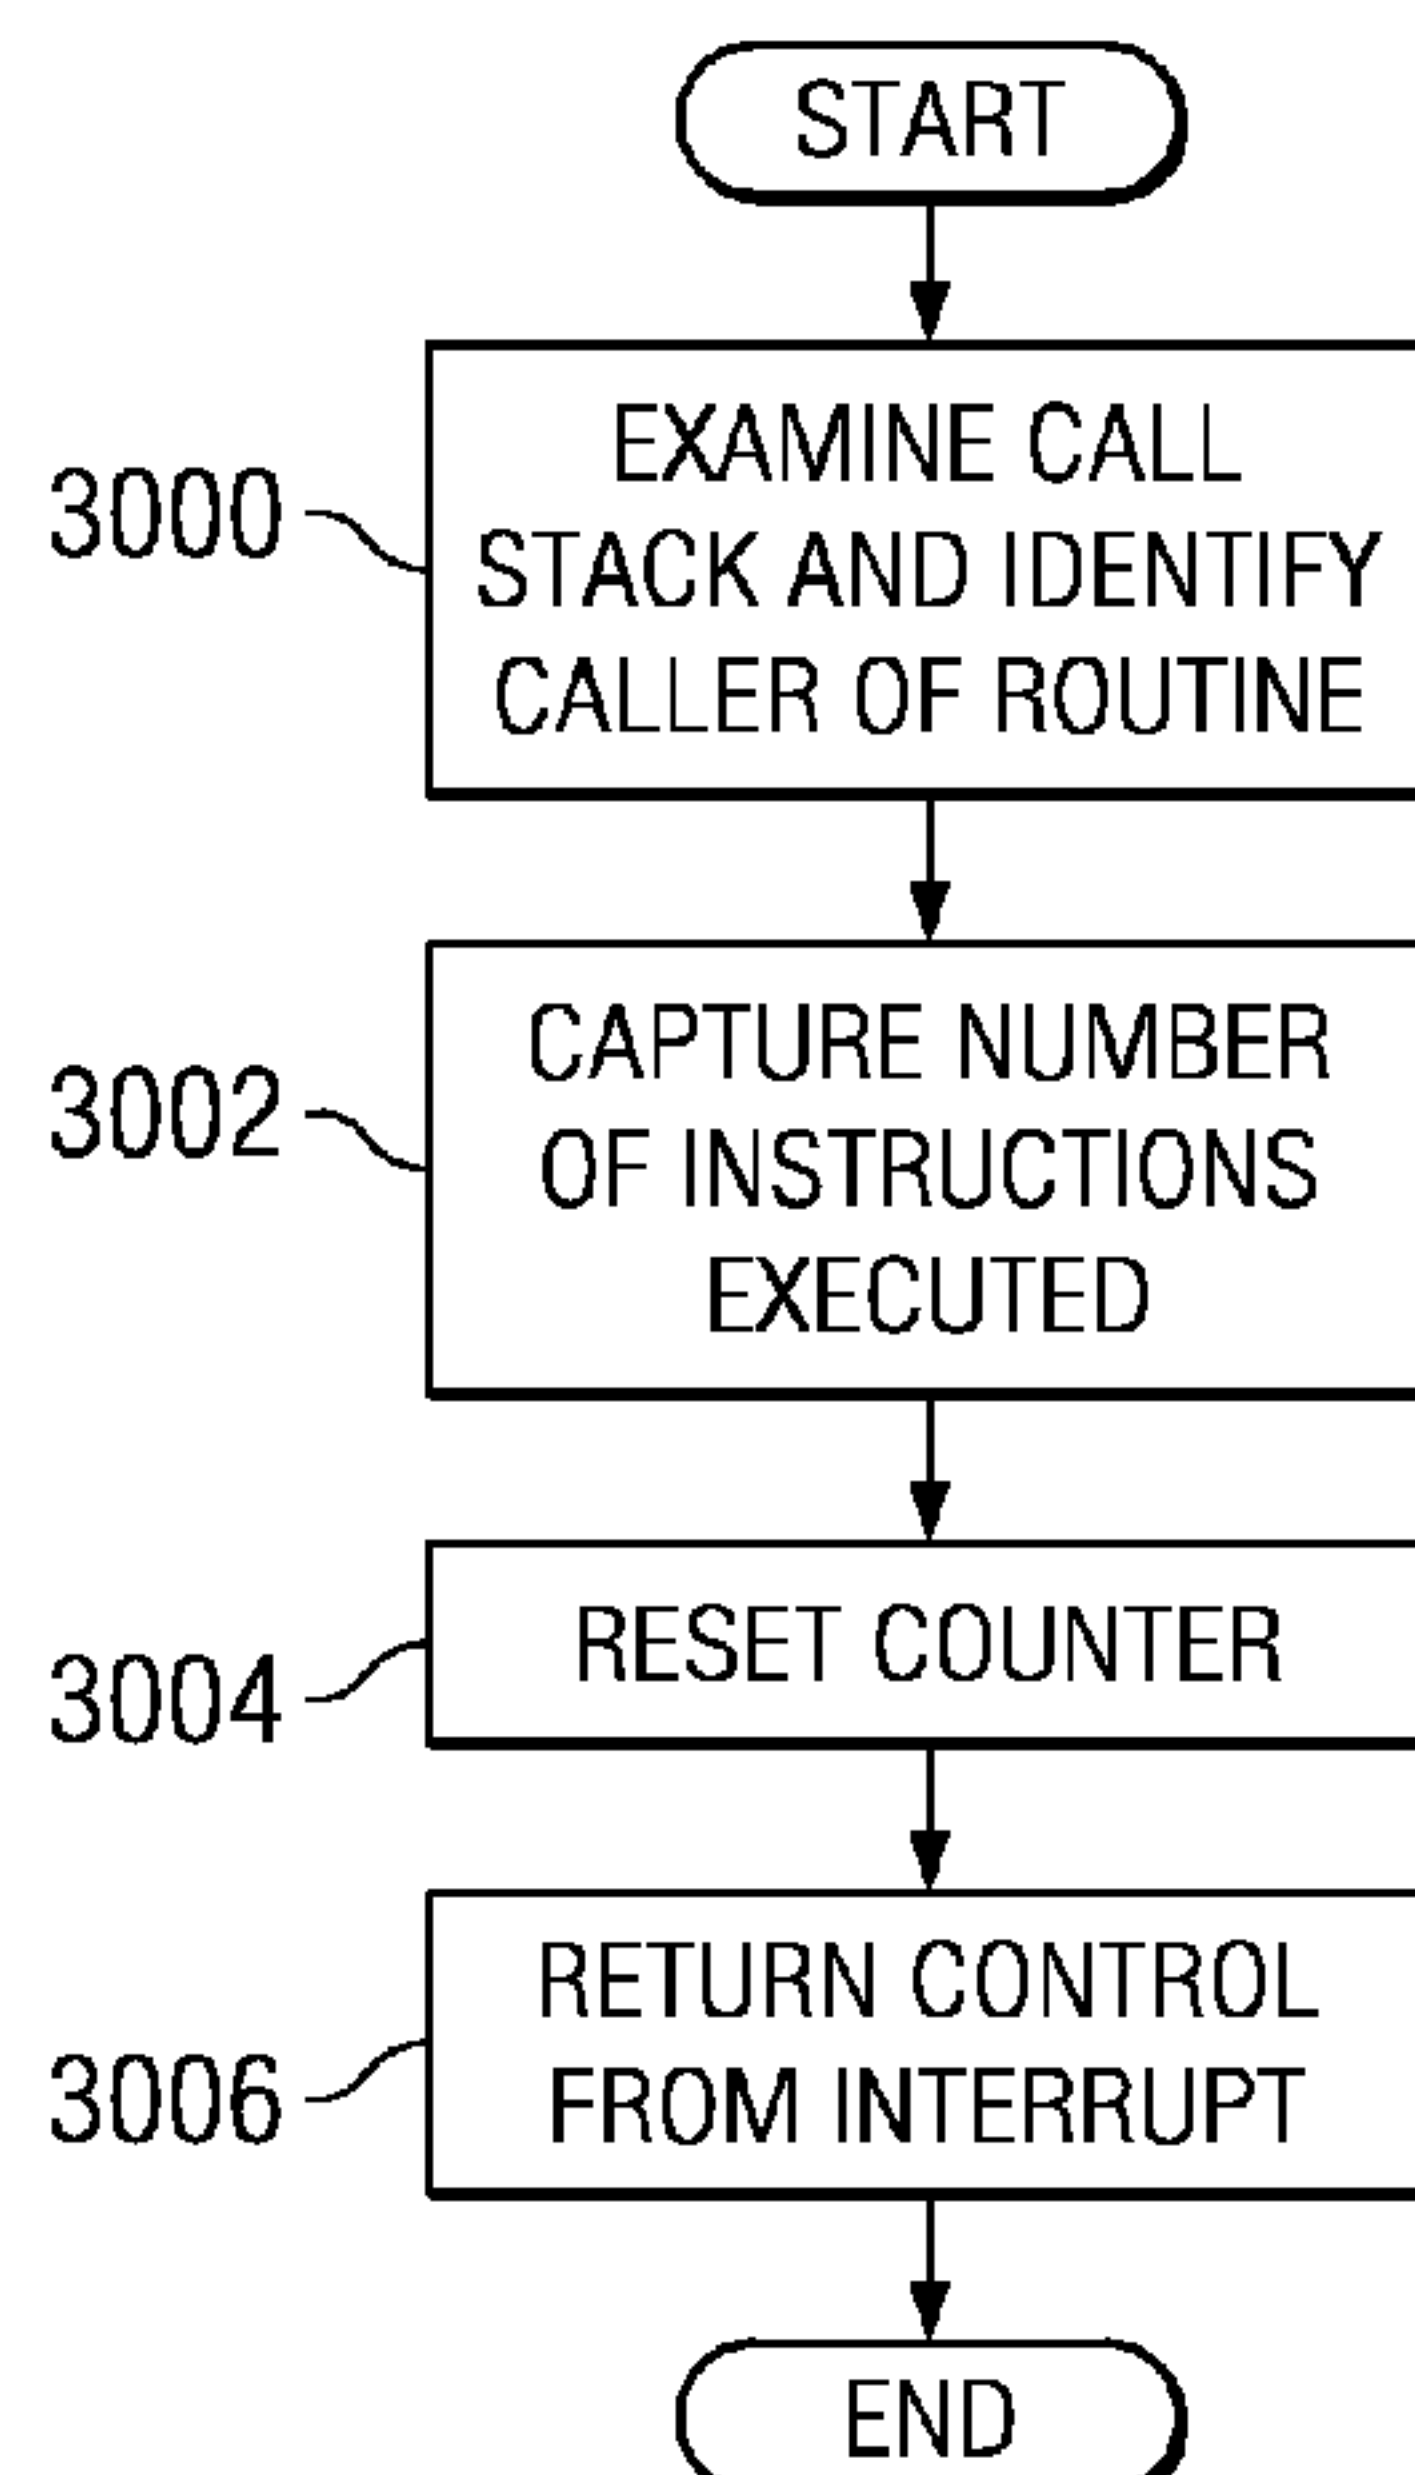 START
3000
EXAMINE CALL
STACK AND IDENTIFY
CALLER OF ROUTINE
3002
CAPTURE NUMBER
OF INSTRUCTIONS
EXECUTED
3004
RESET COUNTER
3006
RETURN CONTROL
FROM INTERRUPT
END